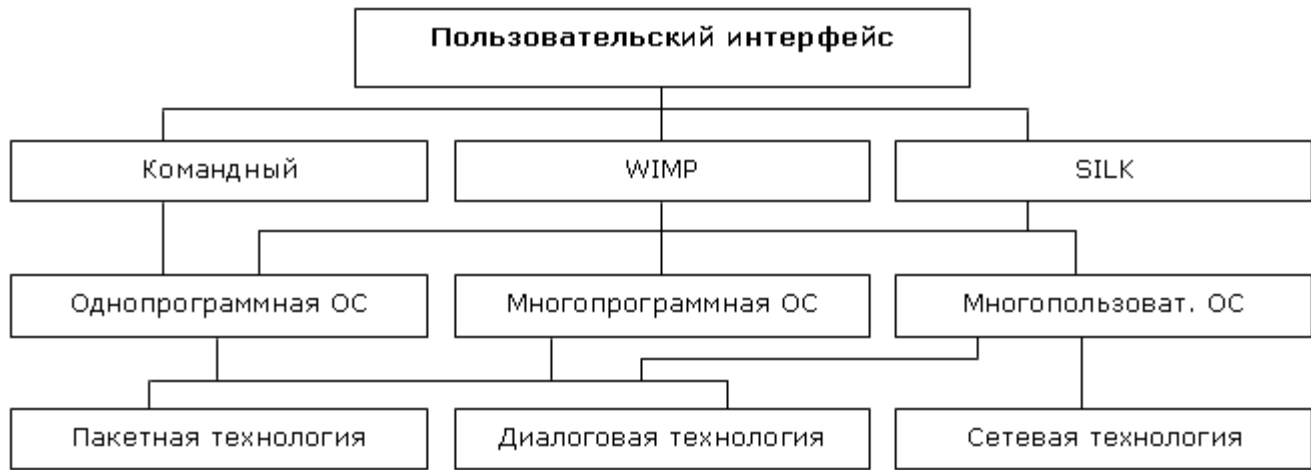 Пользовательский интерфейс
Командный
WIMP
SILK
Однопрограммная ОС
Многопрограммная ОС
Многопользоват. ОС
Пакетная технология
Диалоговая технология
Сетевая технология